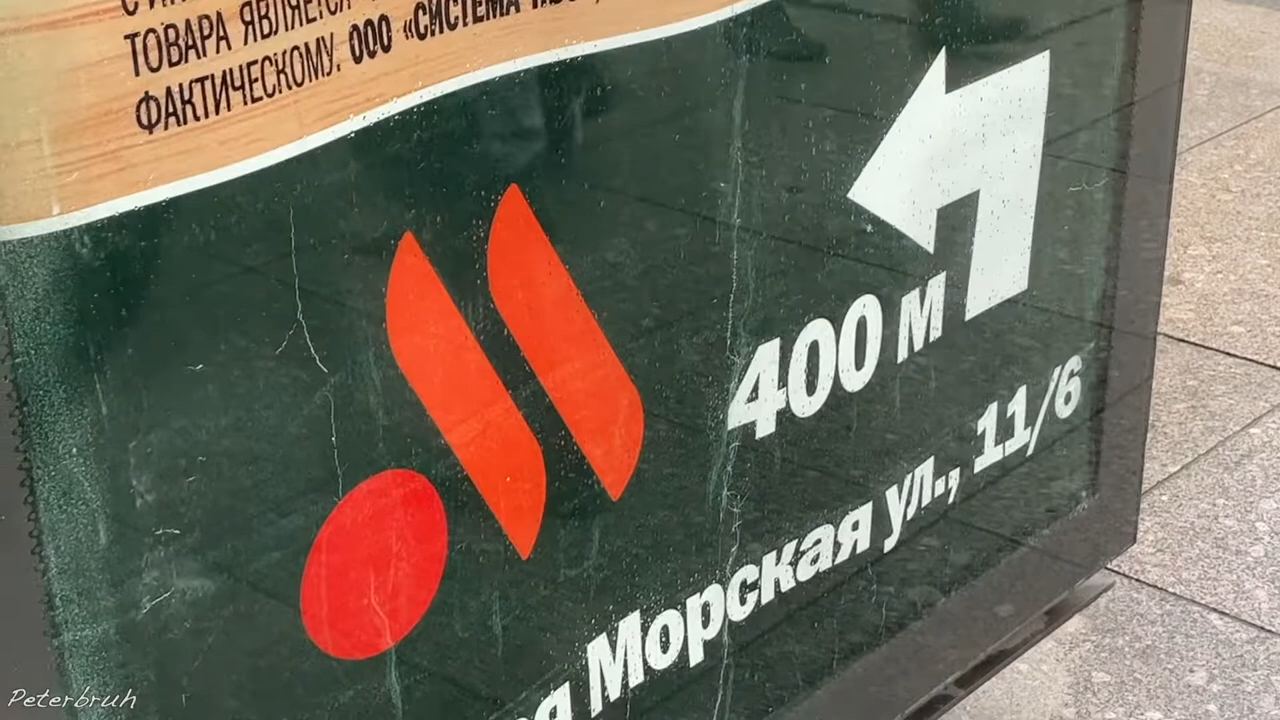 ТОВАРА ЯВЛЯЕТСЯ
ФАКТИЧЕСКОМУ. ООО «СИСТЕМА
400 м
Морская ул., 11/6
Peterbruh